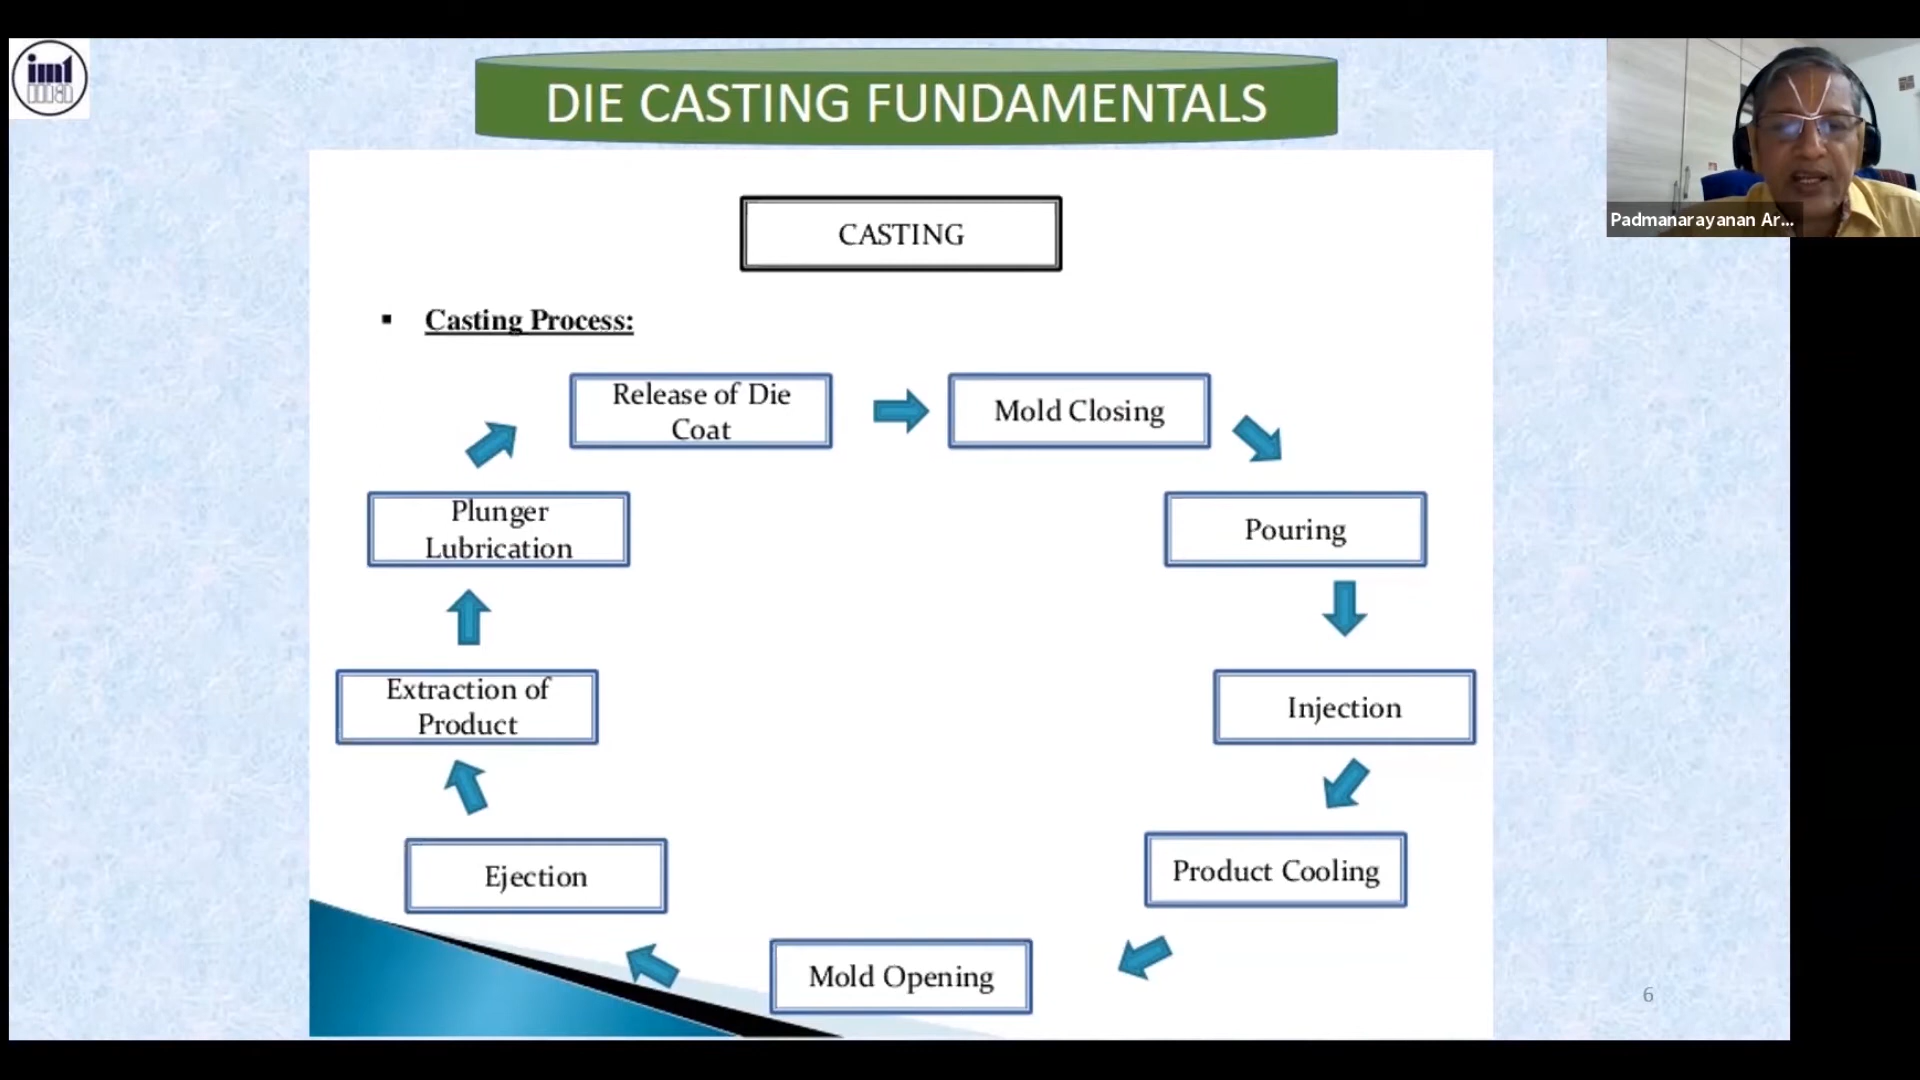 im1
DIE CASTING FUNDAMENTALS
Padmanarayanan Ar...
CASTING
▪ Casting Process:
Release of Die
Coat
Mold Closing
Plunger
Lubrication
Pouring
Extraction of
Product
Injection
Ejection
Product Cooling
Mold Opening
6